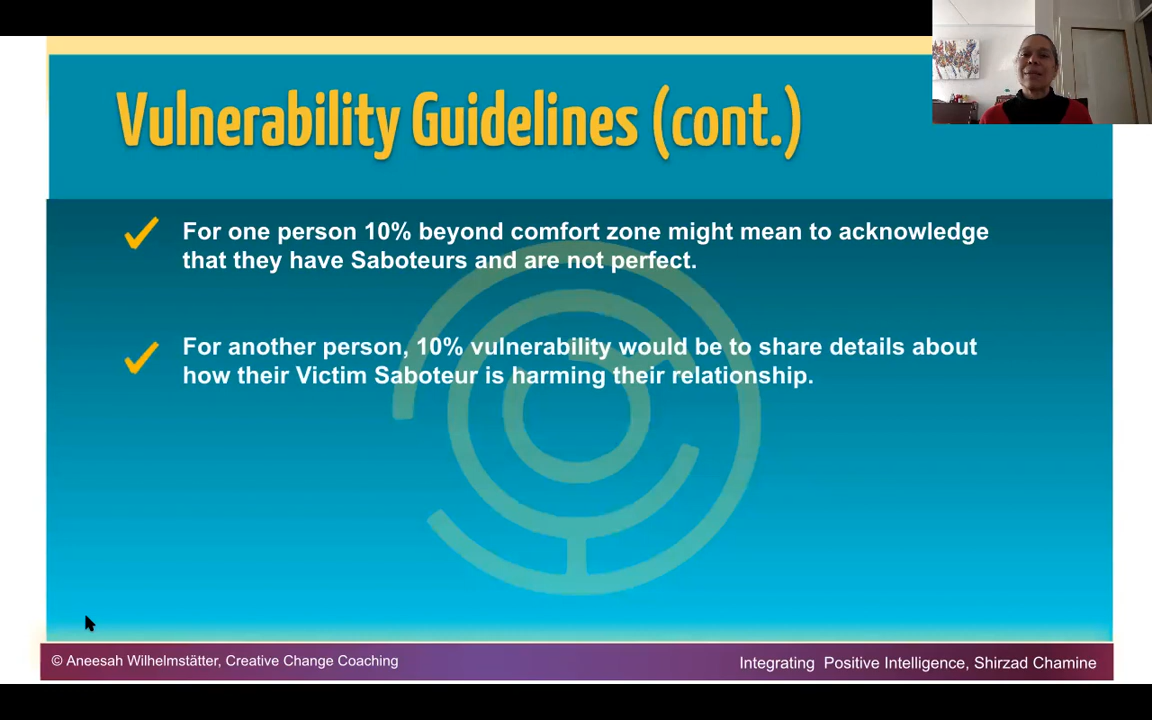 Vulnerability Guidelines (cont.)
For one person 10% beyond comfort zone might mean to acknowledge
that they have Saboteurs and are not perfect.
For another person, 10% vulnerability would be to share details about
how their Victim Saboteur is harming their relationship.
© Aneesah Wilhelmstätter, Creative Change Coaching
Integrating Positive Intelligence, Shirzad Chamine